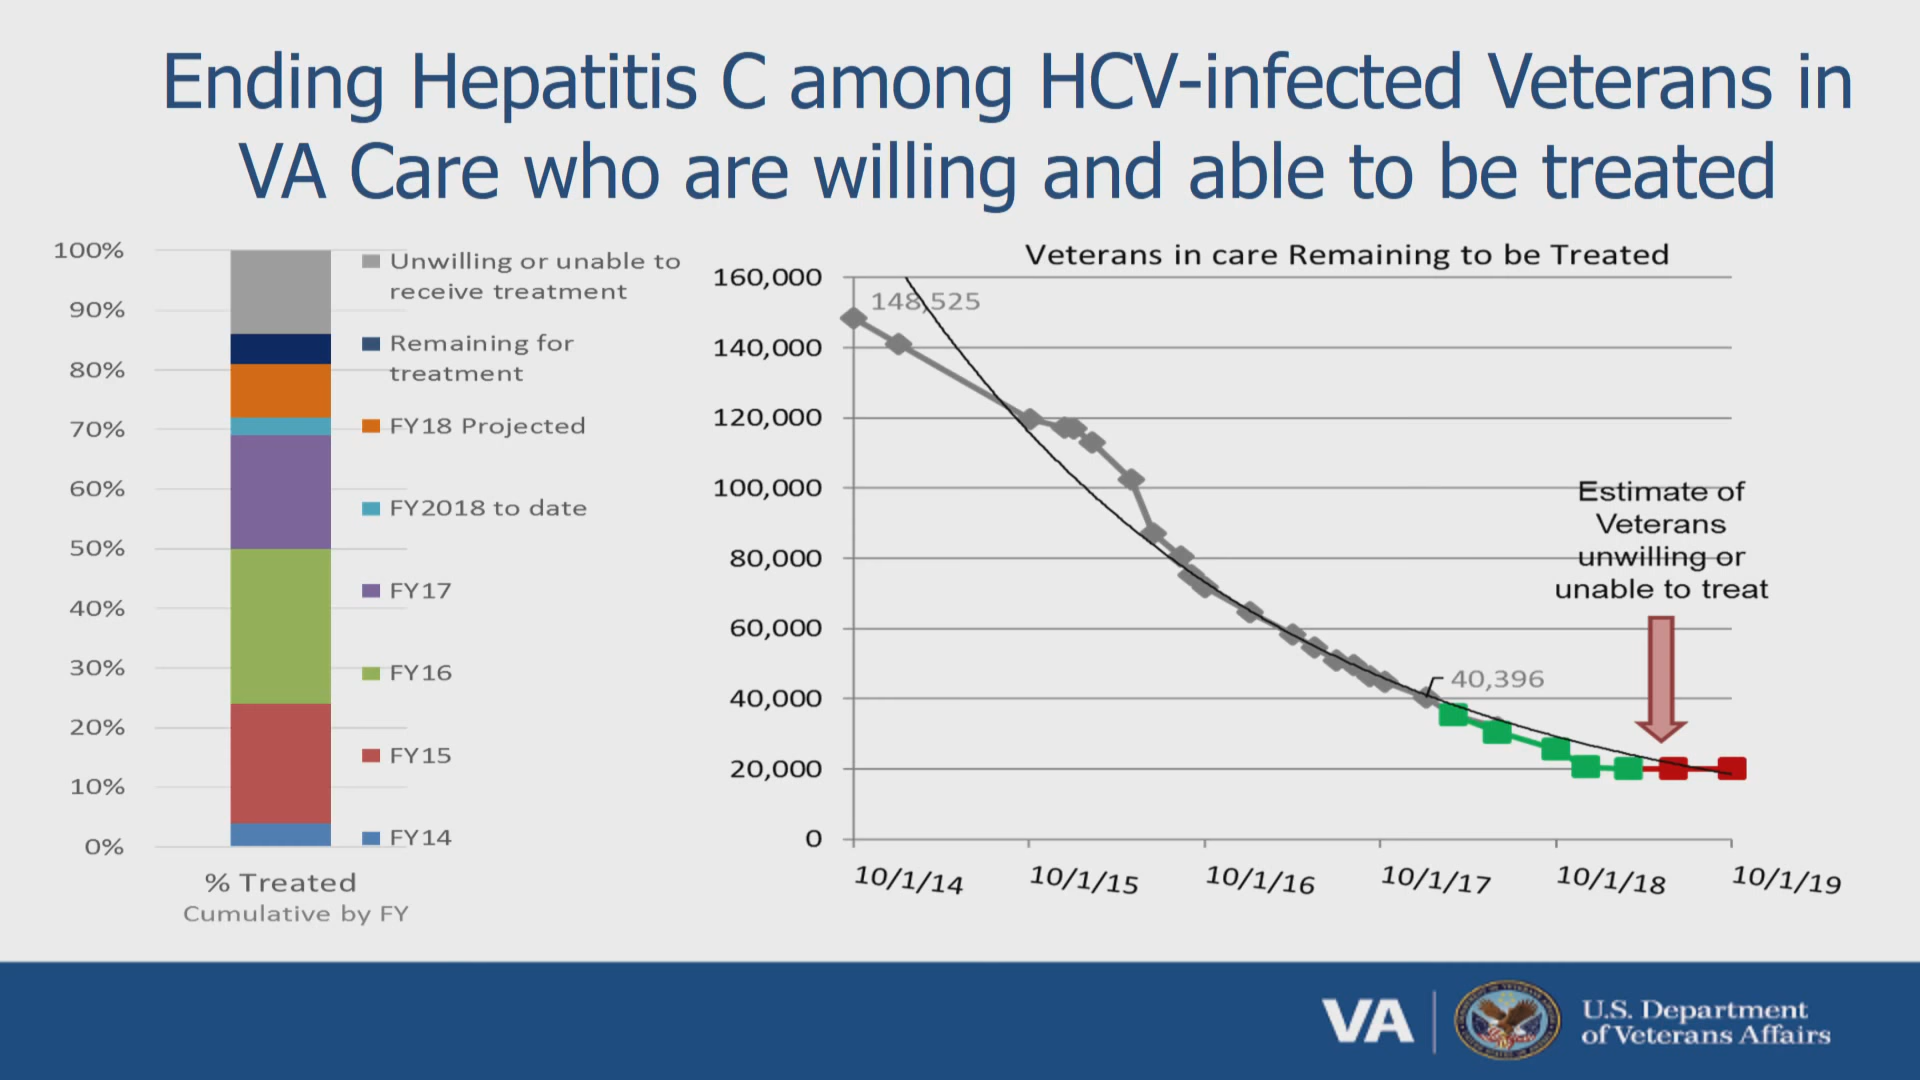 Ending Hepatitis C among HCV-infected Veterans in
VA Care who are willing and able to be treated
100%
90%
80%
70%
60%
50%
40%
30%
20%
10%
0%
Unwilling or unable to
receive treatment
Remaining for
treatment
FY18 Projected
FY2018 to date
FY17
FY16
FY15
FY14
% Treated
Cumulative by FY
Veterans in care Remaining to be Treated
160,000
140,000
120,000
100,000
80,000
60,000
40,000
20,000
0
148,525
40,396
Estimate of
Veterans
unwilling or
unable to treat
10/1/14
10/1/15
10/1/16
10/1/17
10/1/18
10/1/19
VA
U.S. Department
of Veterans Affairs